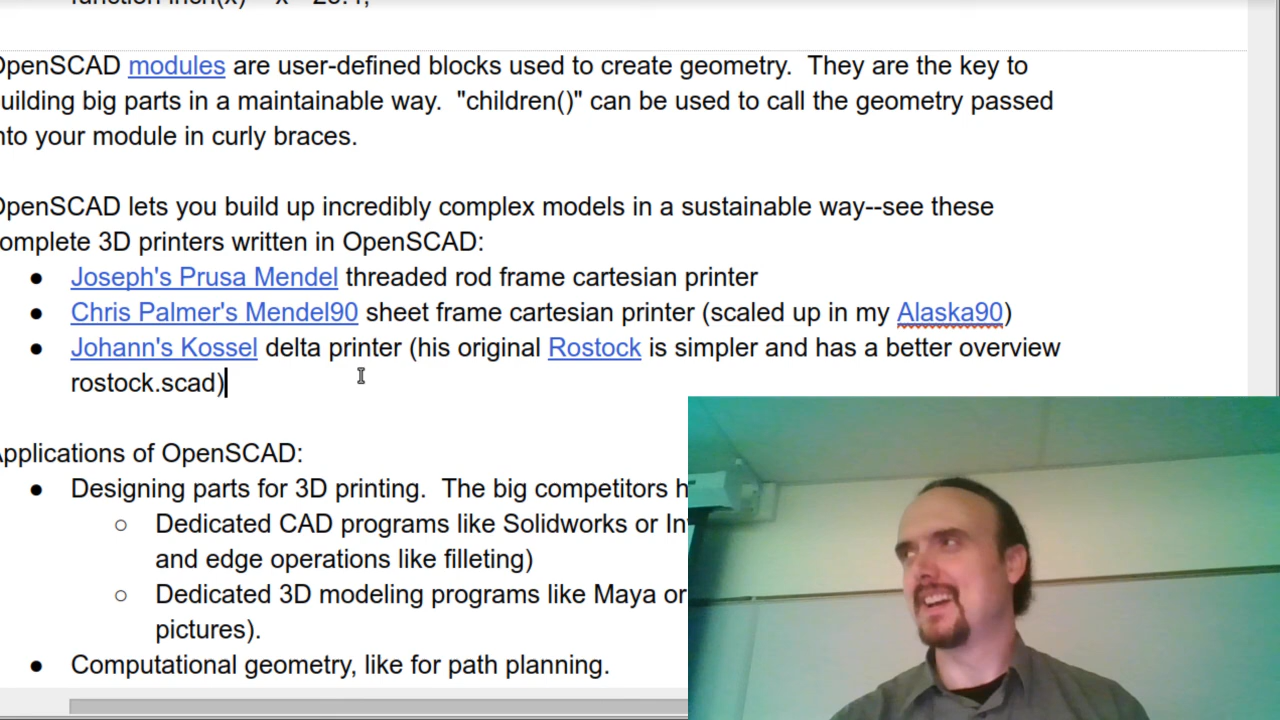 OpenSCAD modules are user-defined blocks used to create geometry.  They are the key to
uilding big parts in a maintainable way.  "children()" can be used to call the geometry passed
nto your module in curly braces.
OpenSCAD lets you build up incredibly complex models in a sustainable way--see these
omplete 3D printers written in OpenSCAD:
● Joseph's Prusa Mendel threaded rod frame cartesian printer
● Chris Palmer's Mendel90 sheet frame cartesian printer (scaled up in my Alaska90)
● Johann's Kossel delta printer (his original Rostock is simpler and has a better overview
rostock.scad)
pplications of OpenSCAD:
● Designing parts for 3D printing.  The big competitors h
○ Dedicated CAD programs like Solidworks or In
and edge operations like filleting)
○ Dedicated 3D modeling programs like Maya or
pictures).
● Computational geometry, like for path planning.